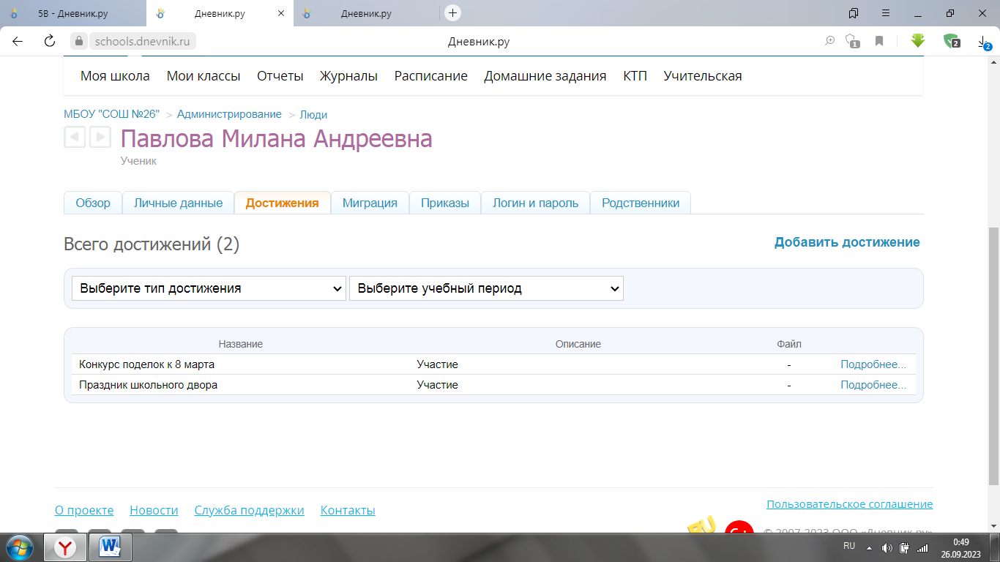 5В - Дневник.ру
Дневник.ру
Дневник.ру
schools.dnevnik.ru
Дневник.ру
1
2
2
Моя школа Мои классы Отчеты Журналы Расписание Домашние задания КТП Учительская
МБОУ "СОШ №26" > Администрирование > Люди
Павлова Милана Андреевна
Ученик
Обзор Личные данные Достижения Миграция Приказы Логин и пароль Родственники
Всего достижений (2)
Добавить достижение
Выберите тип достижения Выберите учебный период
Название Описание Файл
Конкурс поделок к 8 марта Участие - Подробнее...
Праздник школьного двора Участие - Подробнее...
О проекте Новости Служба поддержки Контакты
Пользовательское соглашение
RU
© 2007-2023 ООО «Дневник.ру»
RU
0:49
26.09.2023